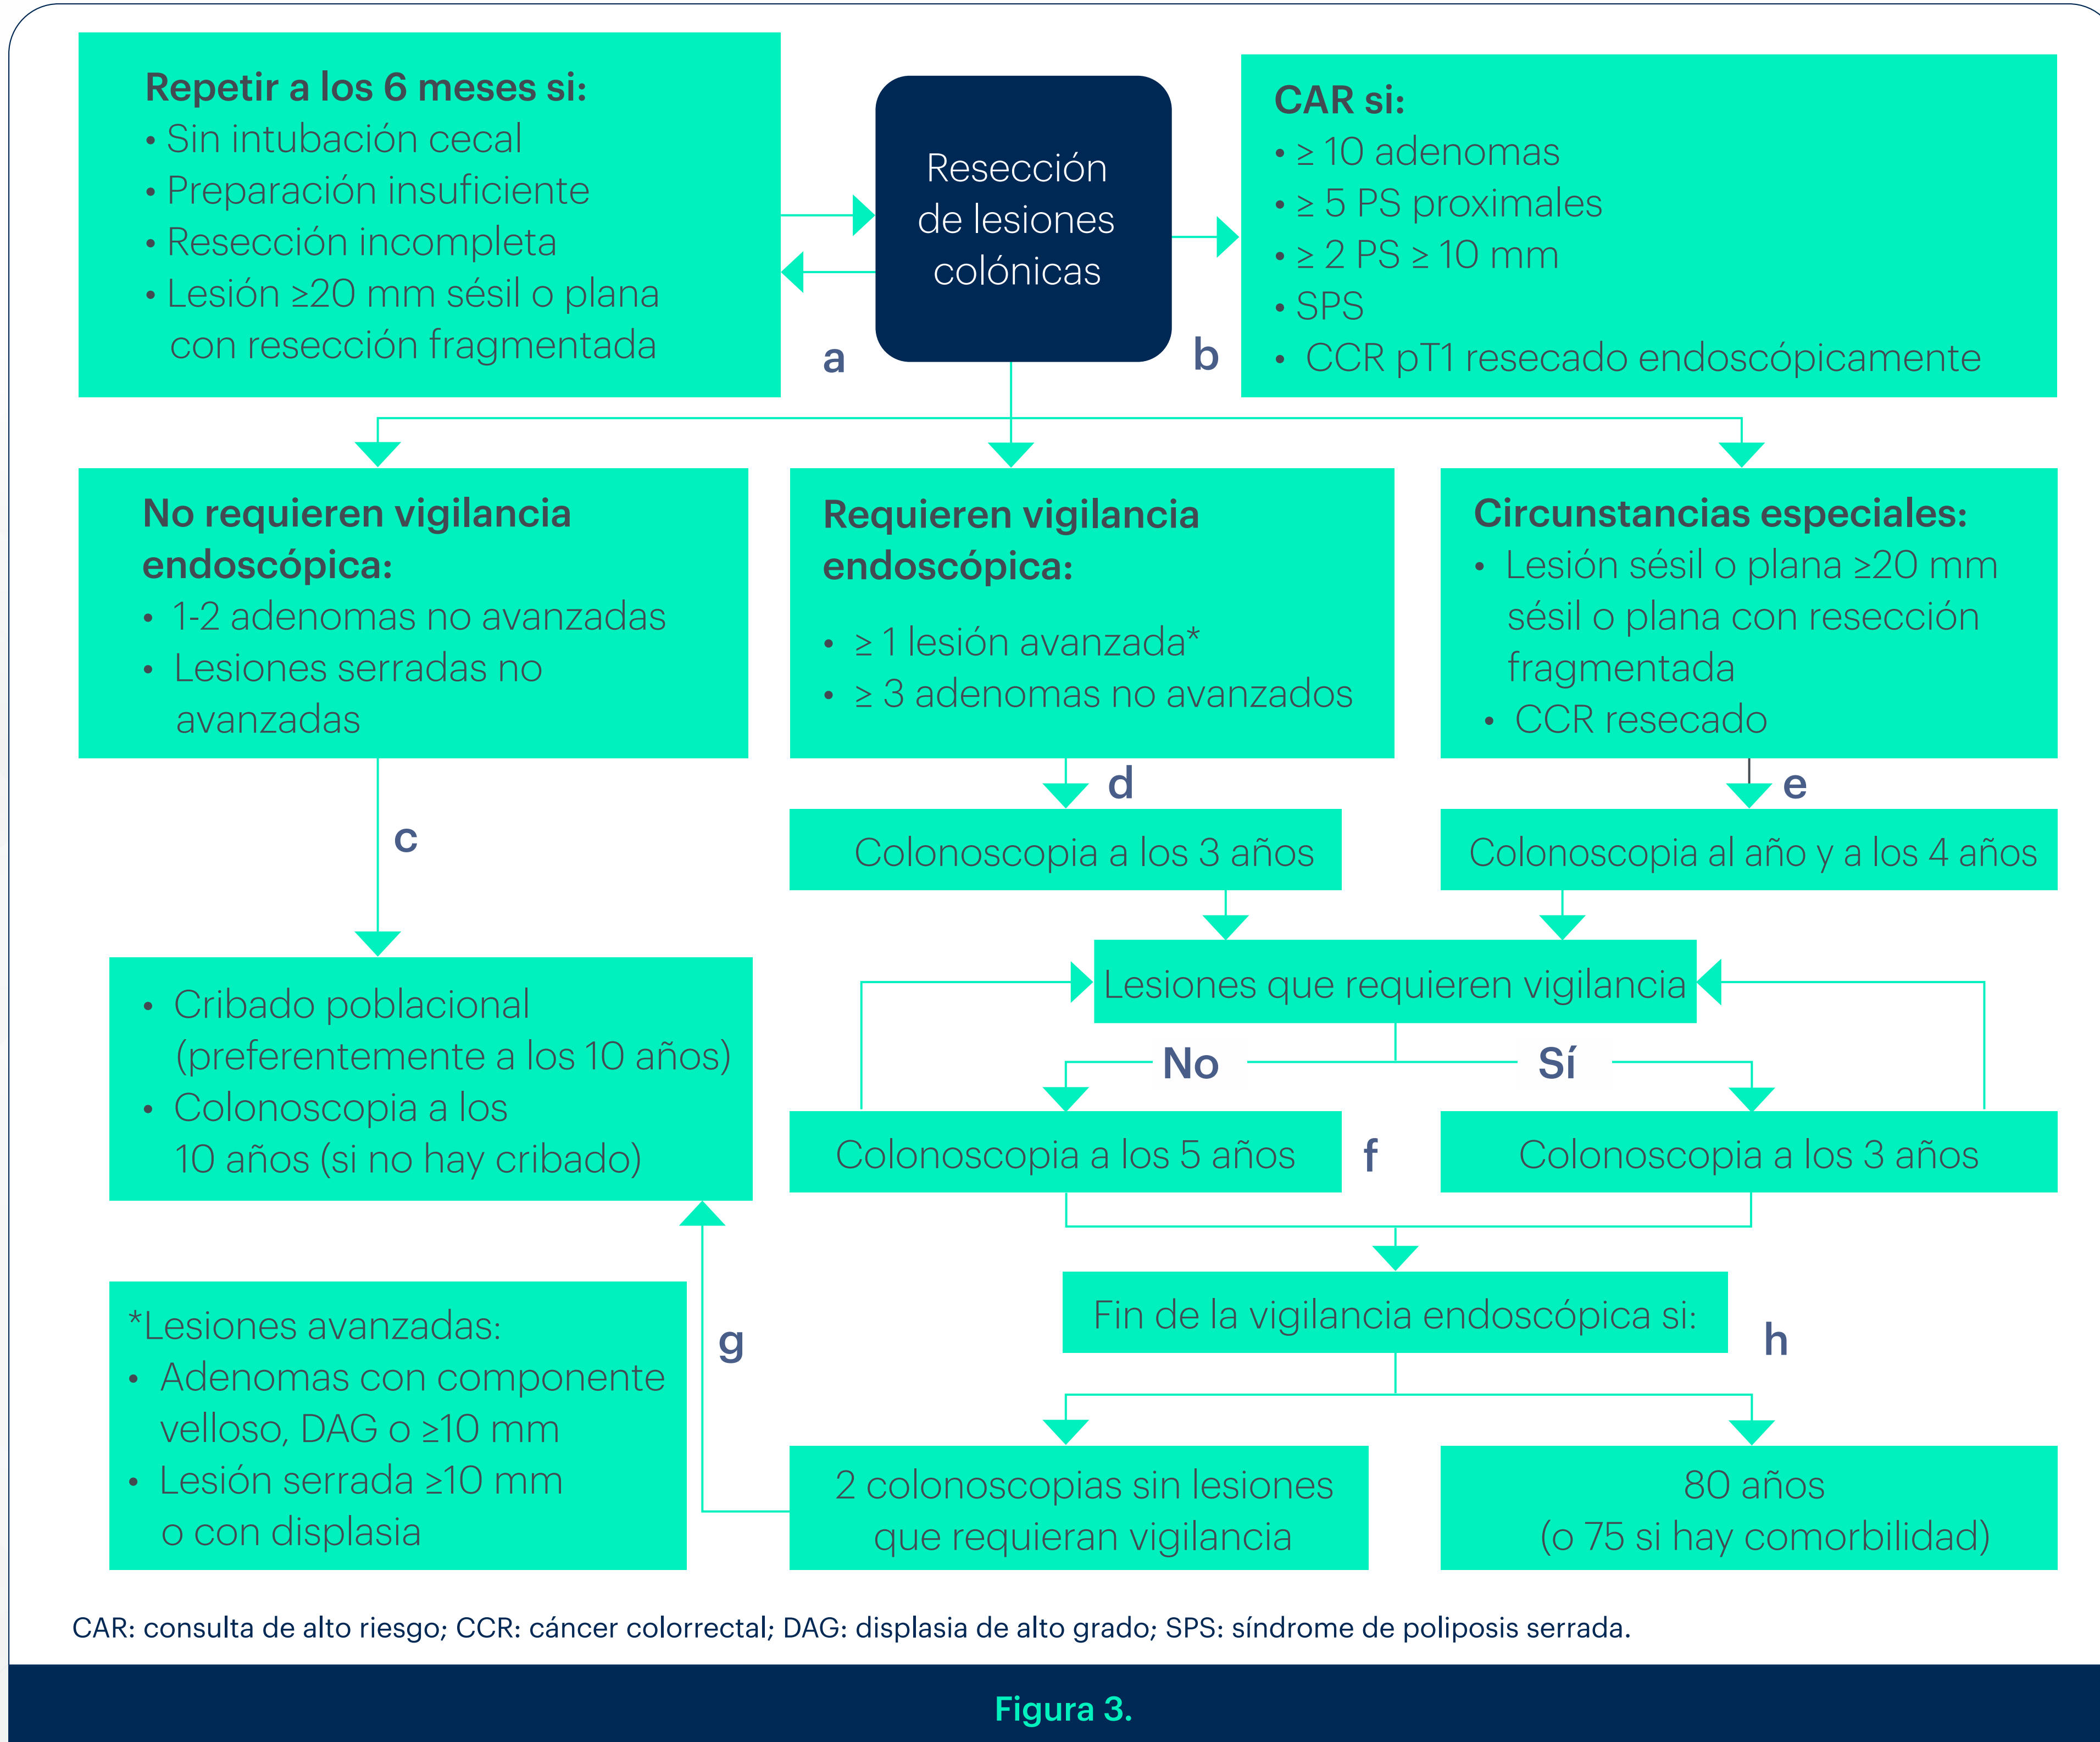 Repetir a los 6 meses si:
• Sin intubación cecal
• Preparación insuficiente
• Resección incompleta
• Lesión ≥20 mm sésil o plana
con resección fragmentada
a
Resección
de lesiones
colónicas
b
CAR si:
• ≥ 10 adenomas
• ≥ 5 PS proximales
• ≥ 2 PS ≥ 10 mm
• SPS
• CCR pT1 resecado endoscópicamente
No requieren vigilancia
endoscópica:
• 1-2 adenomas no avanzadas
• Lesiones serradas no
avanzadas
Requieren vigilancia
endoscópica:
• ≥ 1 lesión avanzada*
• ≥ 3 adenomas no avanzados
Circunstancias especiales:
• Lesión sésil o plana ≥20 mm
sésil o plana con resección
fragmentada
• CCR resecado
c
d
e
Colonoscopia a los 3 años
Colonoscopia al año y a los 4 años
• Cribado poblacional
(preferentemente a los 10 años)
• Colonoscopia a los
10 años (si no hay cribado)
Lesiones que requieren vigilancia
No
Sí
Colonoscopia a los 5 años
f
Colonoscopia a los 3 años
*Lesiones avanzadas:
• Adenomas con componente
velloso, DAG o ≥10 mm
• Lesión serrada ≥10 mm
o con displasia
g
Fin de la vigilancia endoscópica si:
h
2 colonoscopias sin lesiones
que requieran vigilancia
80 años
(o 75 si hay comorbilidad)
CAR: consulta de alto riesgo; CCR: cáncer colorrectal; DAG: displasia de alto grado; SPS: síndrome de poliposis serrada.
Figura 3.